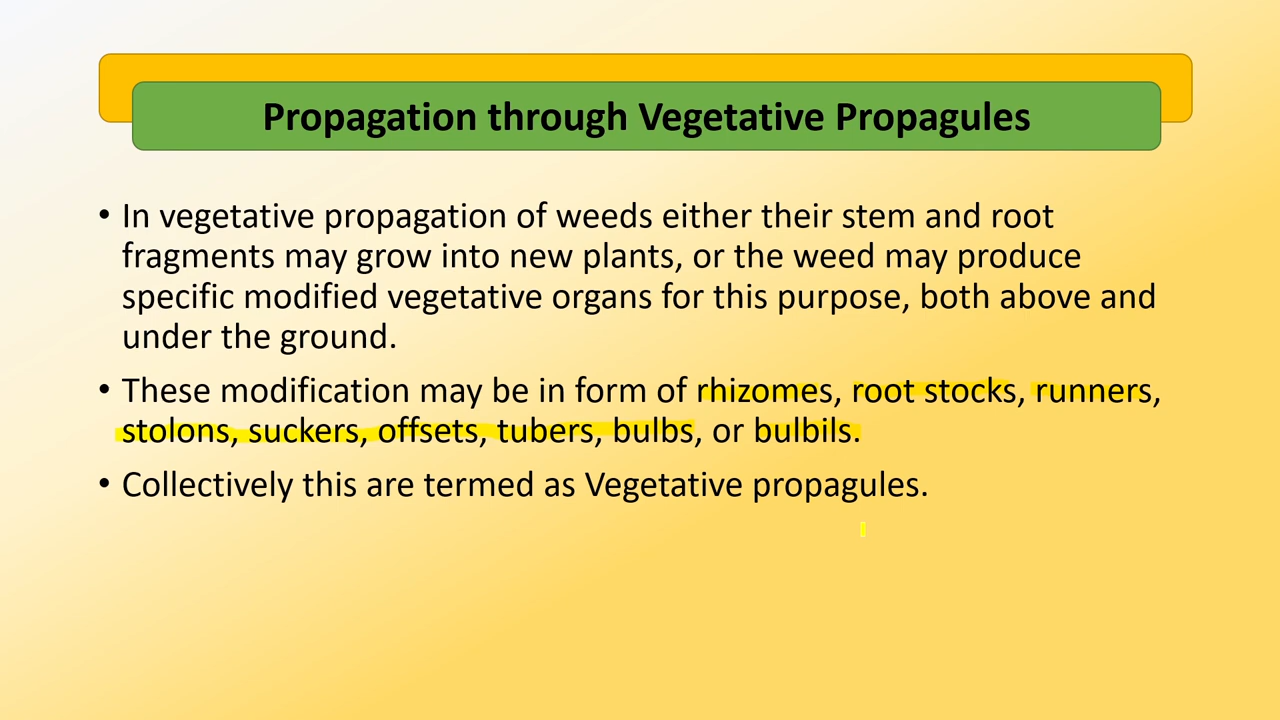 Propagation through Vegetative Propagules
• In vegetative propagation of weeds either their stem and root
fragments may grow into new plants, or the weed may produce
specific modified vegetative organs for this purpose, both above and
under the ground.
• These modification may be in form of rhizomes, root stocks, runners,
stolons, suckers, offsets, tubers, bulbs, or bulbils.
• Collectively this are termed as Vegetative propagules.